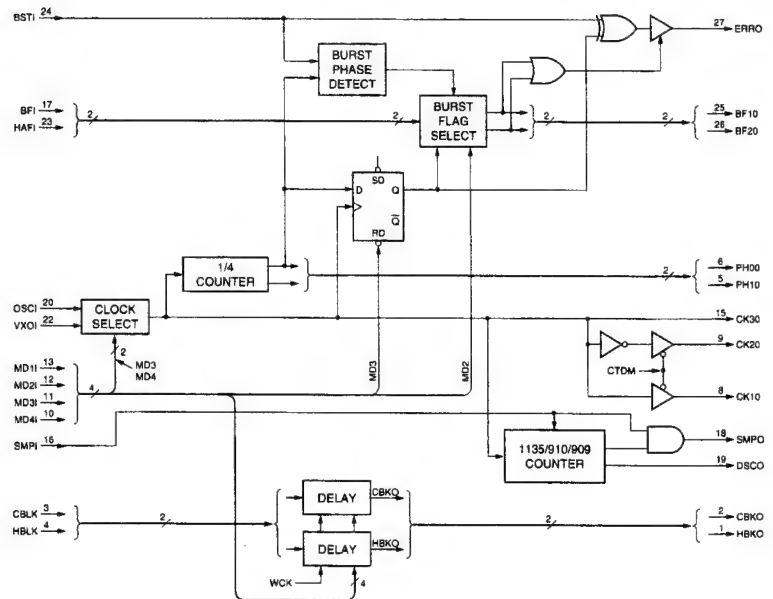 BSTI 24
27 ERRO
BURST PHASE DETECT
BFI 17
HAFI 23
2
2
BURST FLAG SELECT
2
2
25 BF10
26 BF20
SD
D
Q
Q
RD
1/4 COUNTER
2
6 PH00
5 PH10
OSCI 20
VXOI 22
CLOCK SELECT
15 CK30
2
MD3
MD4
MD3
MD2
9 CK20
CTDM
8 CK10
MD1I 13
MD2I 12
MD3I 11
MD4I 10
4
SMPI 16
1135/910/909 COUNTER
18 SMPO
19 DSCO
CBLK 3
HBLK 4
2
DELAY
CBKO
DELAY
HBKO
2
2 CBKO
1 HBKO
WCK
4